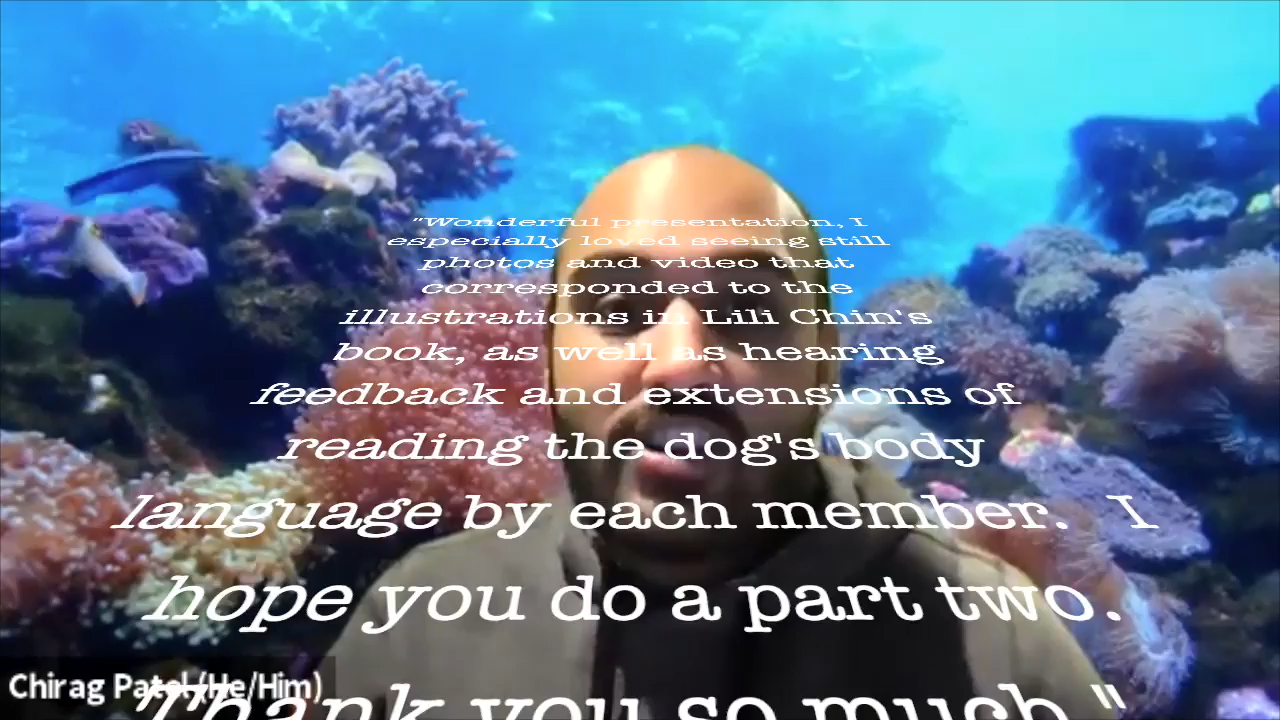 "Wonderful presentation, I
especially loved seeing still
photos and video that
corresponded to the
illustrations in Lili Chin's
book, as well as hearing
feedback and extensions of
reading the dog's body
language by each member. I
hope you do a part two.
Thank you so much."
Chirag Patel (He/Him)